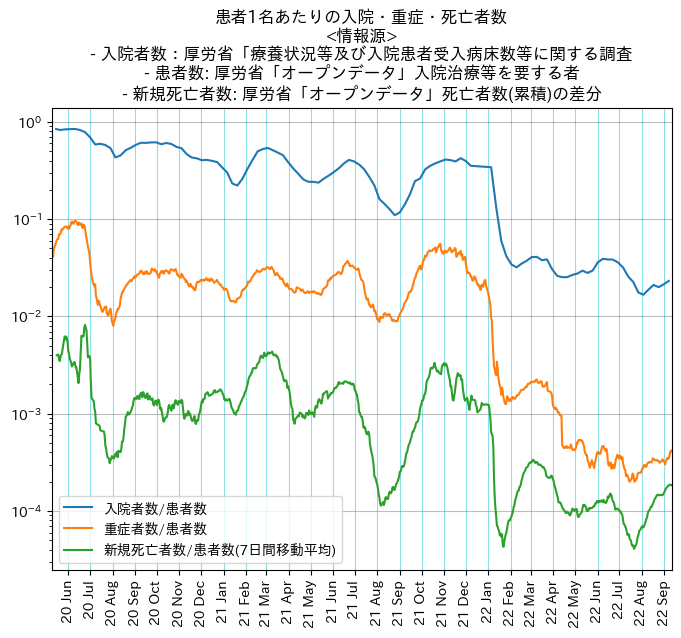 患者1名あたりの入院・重症・死亡者数
<情報源>
- 入院者数：厚労省「療養状況等及び入院患者受入病床数等に関する調査
- 患者数: 厚労省「オープンデータ」入院治療等を要する者
- 新規死亡者数: 厚労省「オープンデータ」死亡者数(累積)の差分
10⁰
10⁻¹
10⁻²
10⁻³
10⁻⁴
入院者数/患者数
重症者数/患者数
新規死亡者数/患者数(7日間移動平均)
20 Jun
20 Jul
20 Aug
20 Sep
20 Oct
20 Nov
20 Dec
21 Jan
21 Feb
21 Mar
21 Apr
21 May
21 Jun
21 Jul
21 Aug
21 Sep
21 Oct
21 Nov
21 Dec
22 Jan
22 Feb
22 Mar
22 Apr
22 May
22 Jun
22 Jul
22 Aug
22 Sep